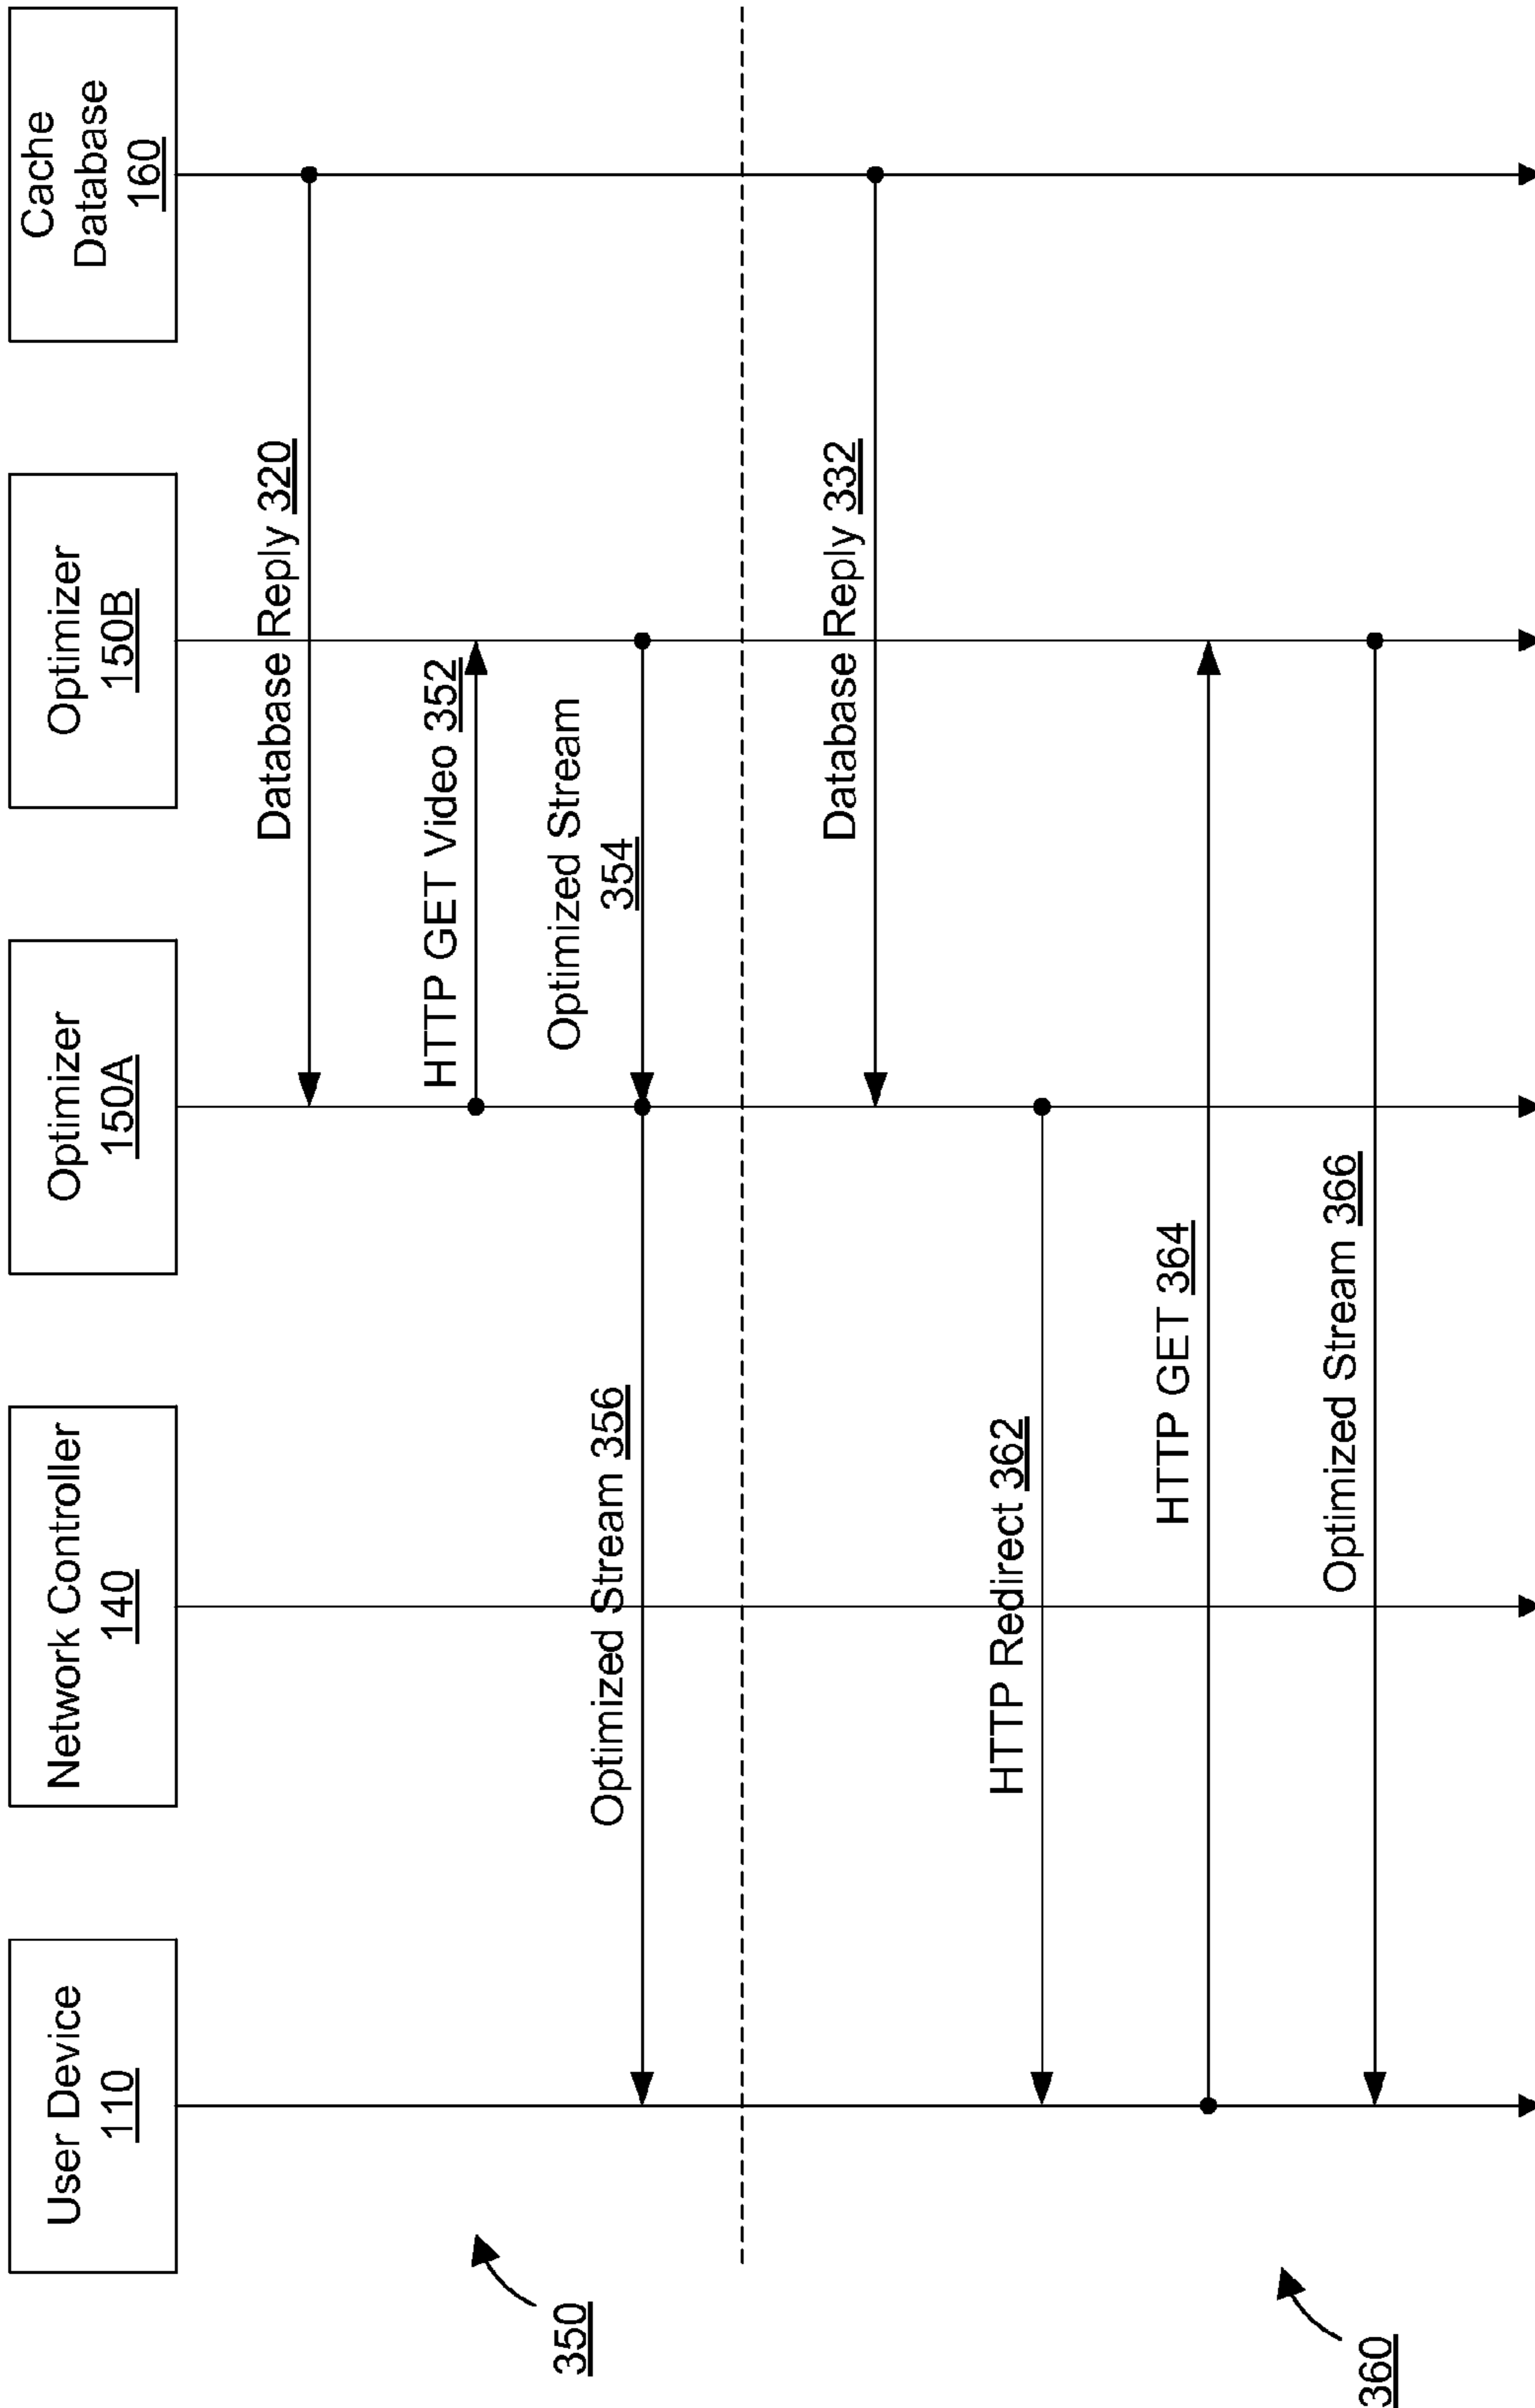 User Device
110
Network Controller
140
Optimizer
150A
Optimizer
150B
Cache
Database
160
Database Reply 320
HTTP GET Video 352
350
Optimized Stream
354
Optimized Stream 356
Database Reply 332
HTTP Redirect 362
HTTP GET 364
Optimized Stream 366
360